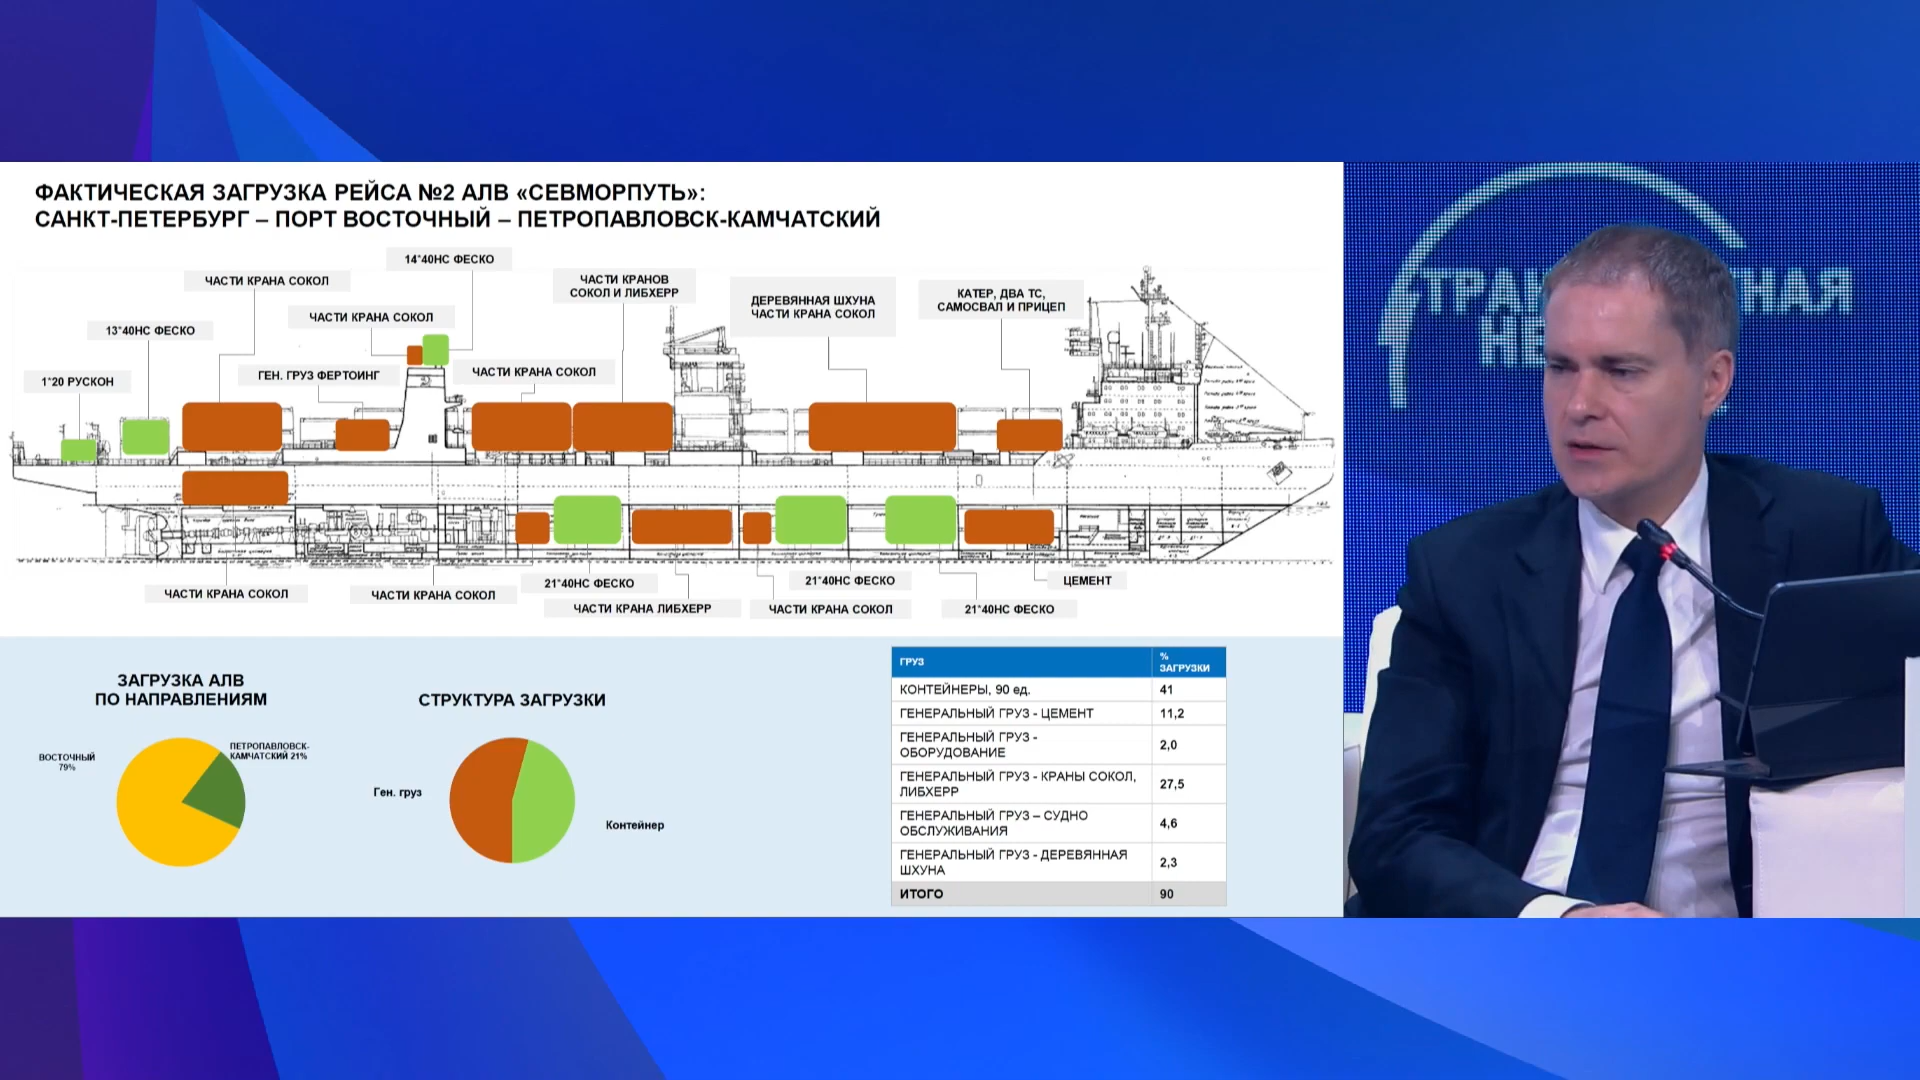 ФАКТИЧЕСКАЯ ЗАГРУЗКА РЕЙСА №2 АЛВ «СЕВМОРПУТЬ»:
САНКТ-ПЕТЕРБУРГ – ПОРТ ВОСТОЧНЫЙ – ПЕТРОПАВЛОВСК-КАМЧАТСКИЙ
14*40HC ФЕСКО
ЧАСТИ КРАНА СОКОЛ
ЧАСТИ КРАНОВ
СОКОЛ И ЛИБХЕРР
ДЕРЕВЯННАЯ ШХУНА
ЧАСТИ КРАНА СОКОЛ
КАТЕР, ДВА ТС,
САМОСВАЛ И ПРИЦЕП
ЧАСТИ КРАНА СОКОЛ
13*40HC ФЕСКО
ГЕН. ГРУЗ ФЕРТОИНГ
ЧАСТИ КРАНА СОКОЛ
1*20 РУСКОН
ЧАСТИ КРАНА СОКОЛ
ЧАСТИ КРАНА СОКОЛ
21*40HC ФЕСКО
ЧАСТИ КРАНА ЛИБХЕРР
21*40HC ФЕСКО
ЧАСТИ КРАНА СОКОЛ
21*40HC ФЕСКО
ЦЕМЕНТ
ЗАГРУЗКА АЛВ
ПО НАПРАВЛЕНИЯМ
ВОСТОЧНЫЙ
79%
ПЕТРОПАВЛОВСК-
КАМЧАТСКИЙ 21%
СТРУКТУРА ЗАГРУЗКИ
Ген. груз
Контейнер
ГРУЗ % ЗАГРУЗКИ
КОНТЕЙНЕРЫ, 90 ед. 41
ГЕНЕРАЛЬНЫЙ ГРУЗ - ЦЕМЕНТ 11,2
ГЕНЕРАЛЬНЫЙ ГРУЗ -
ОБОРУДОВАНИЕ 2,0
ГЕНЕРАЛЬНЫЙ ГРУЗ - КРАНЫ СОКОЛ,
ЛИБХЕРР 27,5
ГЕНЕРАЛЬНЫЙ ГРУЗ – СУДНО
ОБСЛУЖИВАНИЯ 4,6
ГЕНЕРАЛЬНЫЙ ГРУЗ - ДЕРЕВЯННАЯ
ШХУНА 2,3
ИТОГО 90